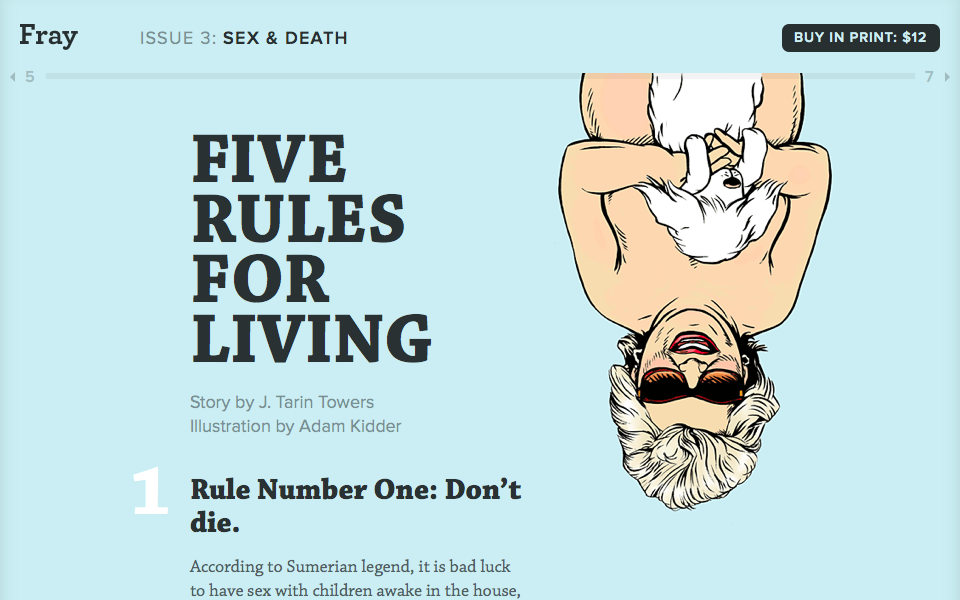 Fray
ISSUE 3: SEX & DEATH
BUY IN PRINT: $12
5
7
FIVE
RULES
FOR
LIVING
Story by J. Tarin Towers
Illustration by Adam Kidder
1
Rule Number One: Don’t
die.
According to Sumerian legend, it is bad luck
to have sex with children awake in the house,